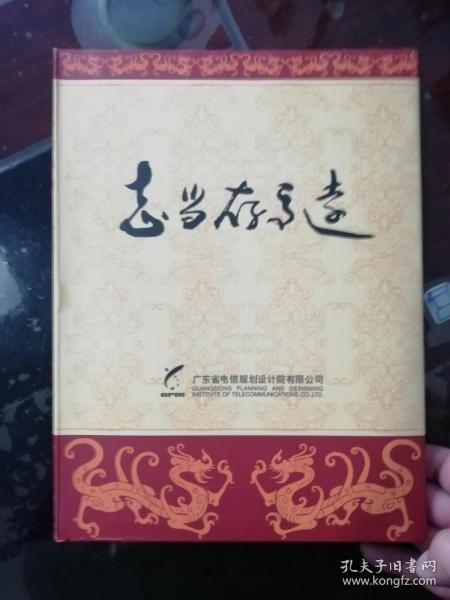 志当存高远
广东省电信规划设计院有限公司
GUANGDONG PLANNING AND DESIGNING
INSTITUTE OF TELECOMMUNICATIONS CO.,LTD.
GPDI
孔夫子旧书网
www.kongfz.com